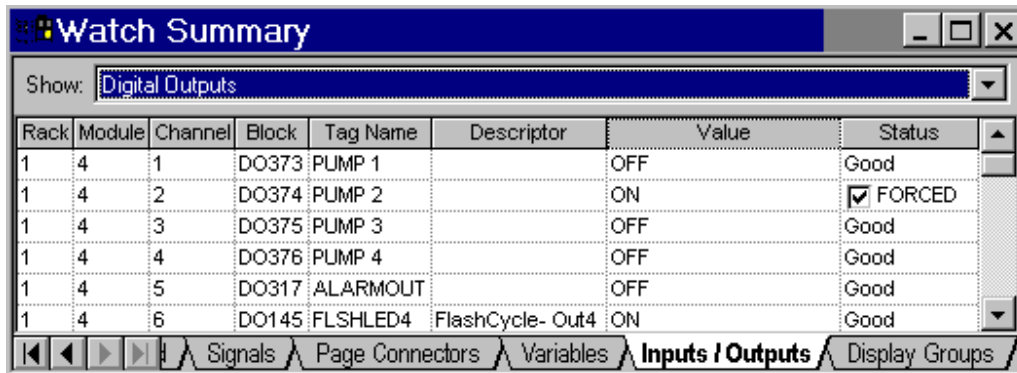 Watch Summary
Show: Digital Outputs
Rack Module Channel Block Tag Name Descriptor Value Status
1 4 1 DO373 PUMP 1 OFF Good
1 4 2 DO374 PUMP 2 ON FORCED
1 4 3 DO375 PUMP 3 OFF Good
1 4 4 DO376 PUMP 4 OFF Good
1 4 5 DO317 ALARMOUT OFF Good
1 4 6 DO145 FLSHLED4 FlashCycle- Out4 ON Good
Signals Page Connectors Variables Inputs / Outputs Display Groups